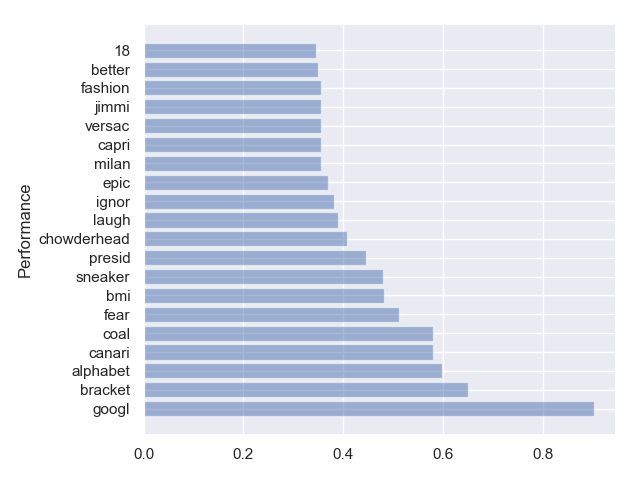 18
better
fashion
jimmi
versac
capri
milan
epic
ignor
laugh
chowderhead
presid
sneaker
bmi
fear
coal
canari
alphabet
bracket
googl
Performance
0.0 0.2 0.4 0.6 0.8